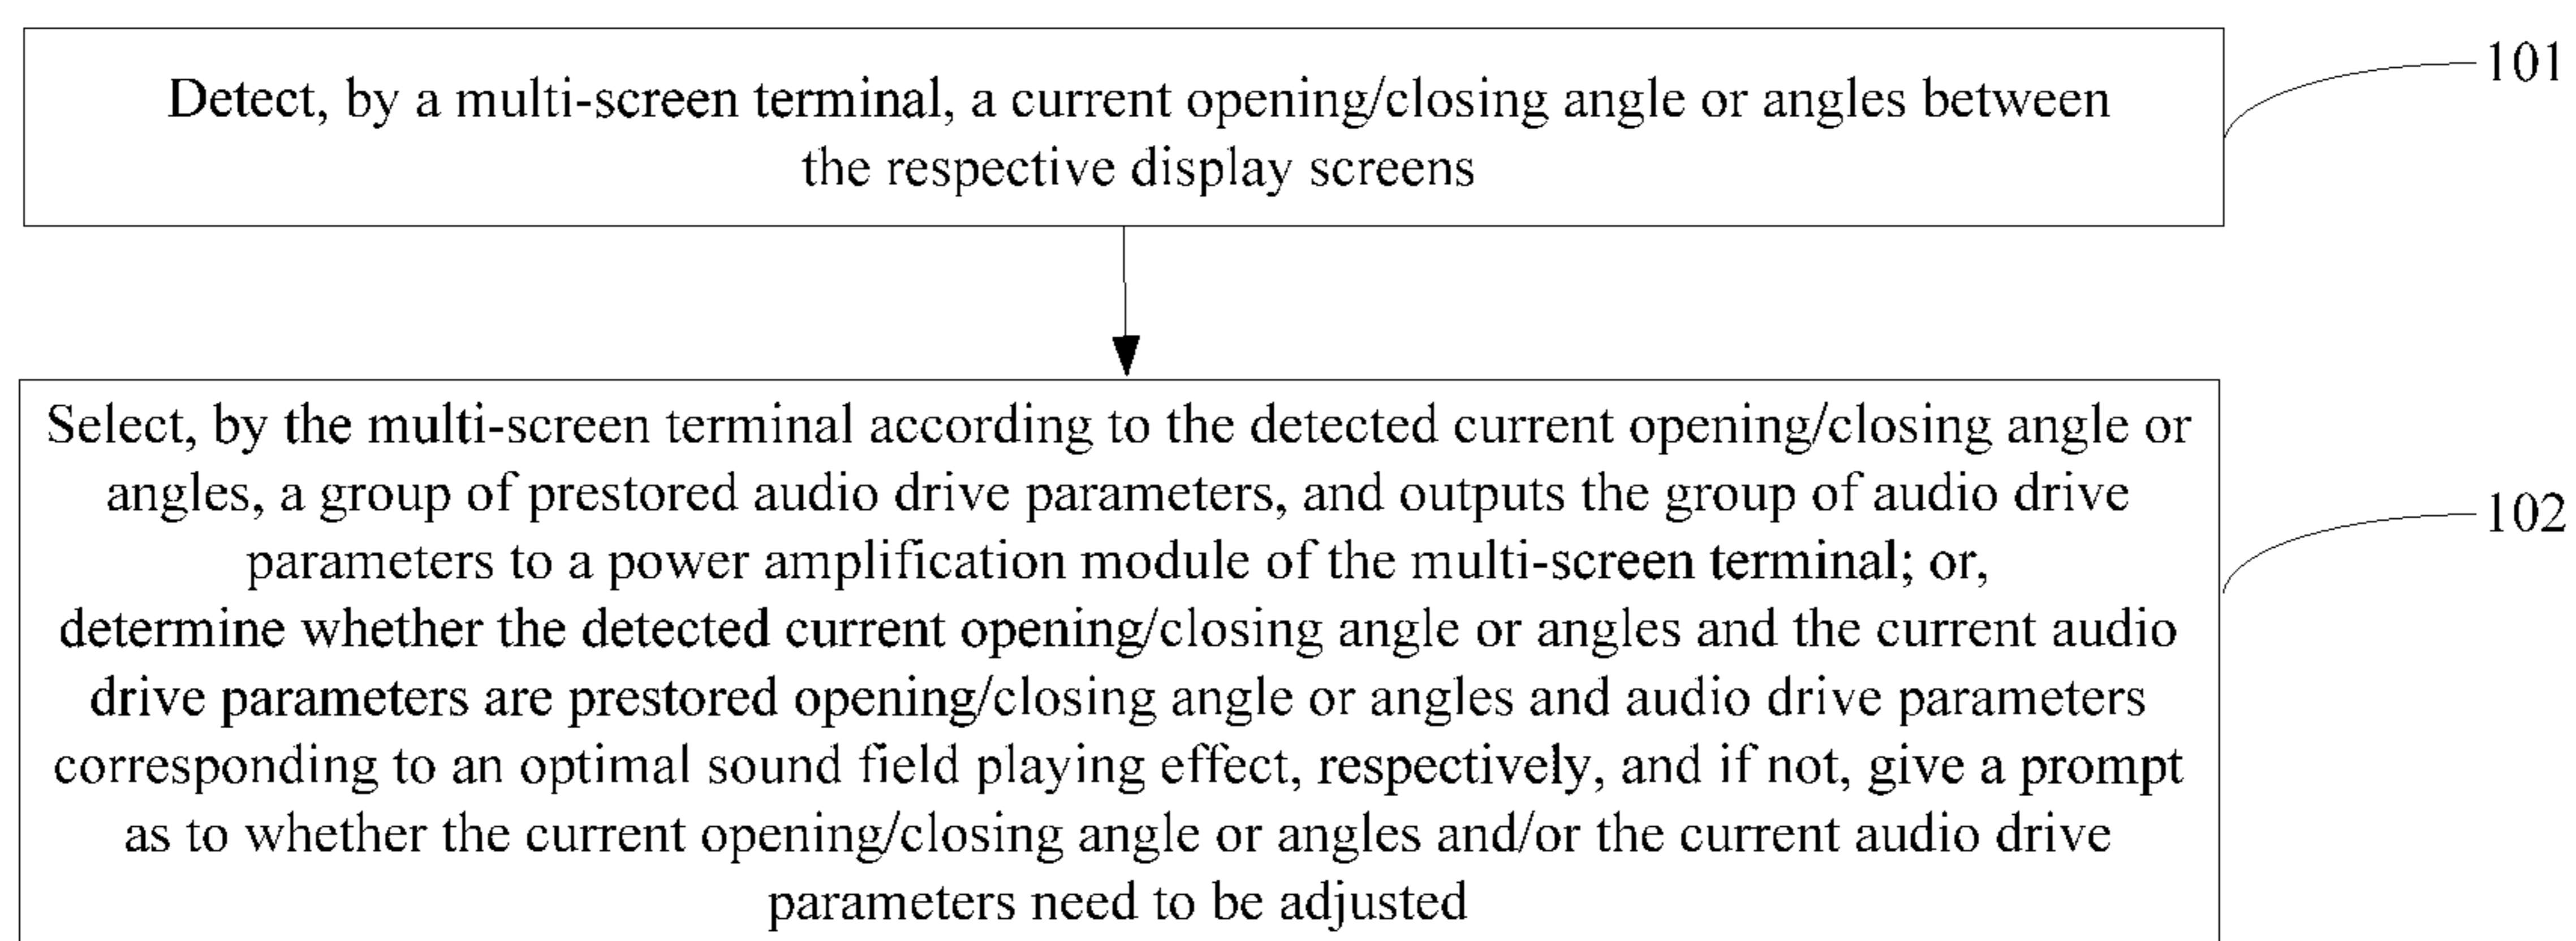 101
Detect, by a multi-screen terminal, a current opening/closing angle or angles between
the respective display screens
Select, by the multi-screen terminal according to the detected current opening/closing angle or
angles, a group of prestored audio drive parameters, and outputs the group of audio drive
102
parameters to a power amplification module of the multi-screen terminal; or,
determine whether the detected current opening/closing angle or angles and the current audio
drive parameters are prestored opening/closing angle or angles and audio drive parameters
corresponding to an optimal sound field playing effect, respectively, and if not, give a prompt
as to whether the current opening/closing angle or angles and/or the current audio drive
parameters need to be adjusted